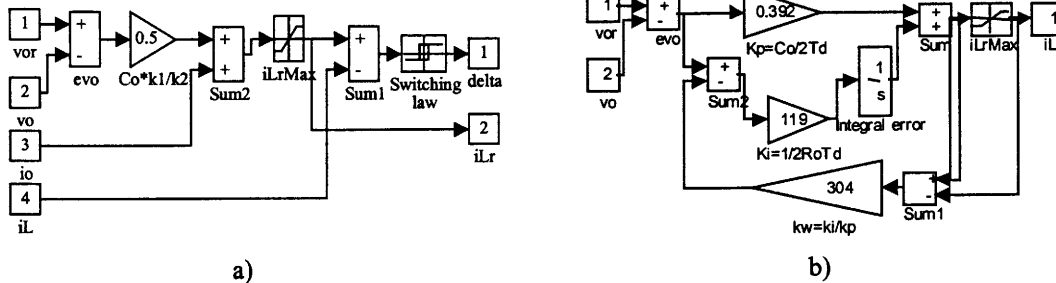 1
vor
2
vo
3
io
4
iL
+
-
evo
0.5
Co*k1/k2
+
+
Sum2
iLrMax
+
-
Sum1
Switching
law
1
delta
2
iLr
a)
1
vor
2
vo
+
-
evo
0.392
Kp=Co/2Td
+
-
Sum2
119
Ki=1/2RoTd
1
s
Integral error
+
+
Sum
iLrMax
1
304
kw=ki/kp
+
-
Sum1
b)